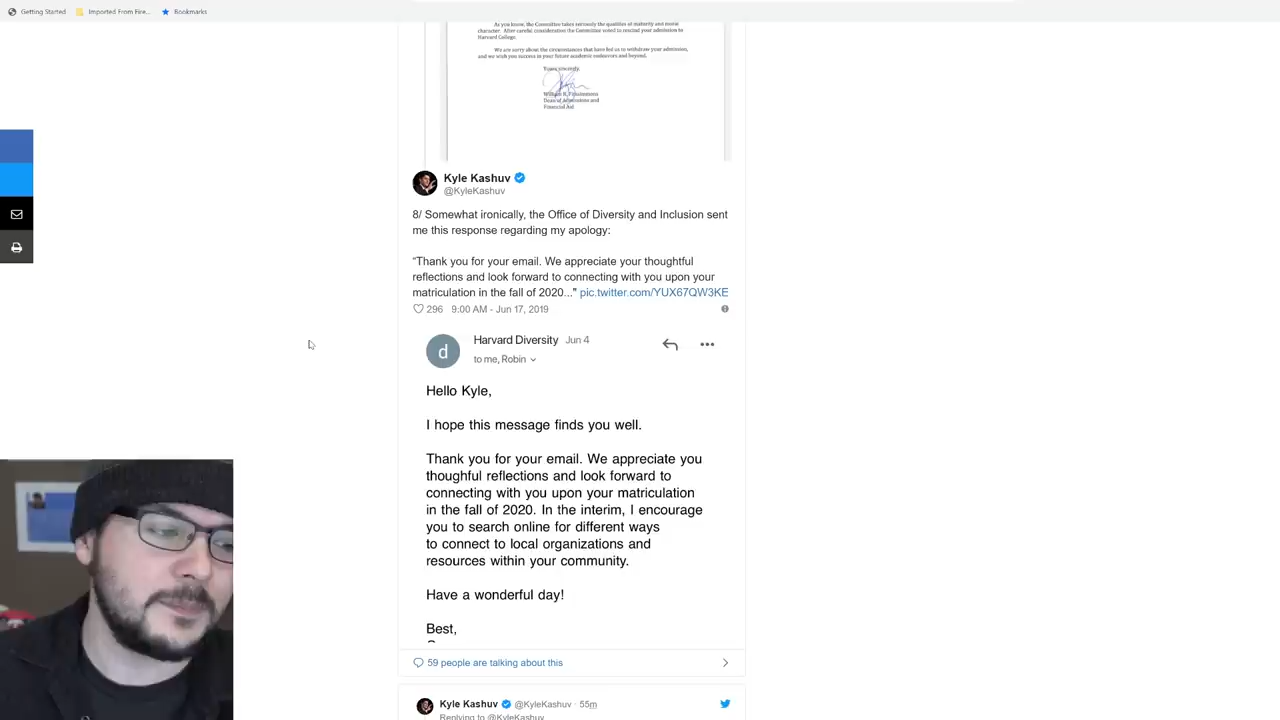 Getting Started
Imported From Fire...
Bookmarks
As you know, the Committee takes seriously the qualities of maturity and moral
character. After careful consideration the Committee voted to rescind your admission to
Harvard College.
We are sorry about the circumstances that have led us to withdraw your admission,
and we wish you success in your future academic endeavors and beyond.
Yours sincerely,
William R. Fitzsimmons
Dean of Admissions and
Financial Aid
Kyle Kashuv
@KyleKashuv
8/ Somewhat ironically, the Office of Diversity and Inclusion sent
me this response regarding my apology:
“Thank you for your email. We appreciate your thoughtful
reflections and look forward to connecting with you upon your
matriculation in the fall of 2020..." pic.twitter.com/YUX67QW3KE
296 9:00 AM - Jun 17, 2019
d
Harvard Diversity Jun 4
to me, Robin
Hello Kyle,
I hope this message finds you well.
Thank you for your email. We appreciate you
thoughtful reflections and look forward to
connecting with you upon your matriculation
in the fall of 2020. In the interim, I encourage
you to search online for different ways
to connect to local organizations and
resources within your community.
Have a wonderful day!
Best,
59 people are talking about this
Kyle Kashuv @KyleKashuv · 55m
Replying to @KyleKashuv